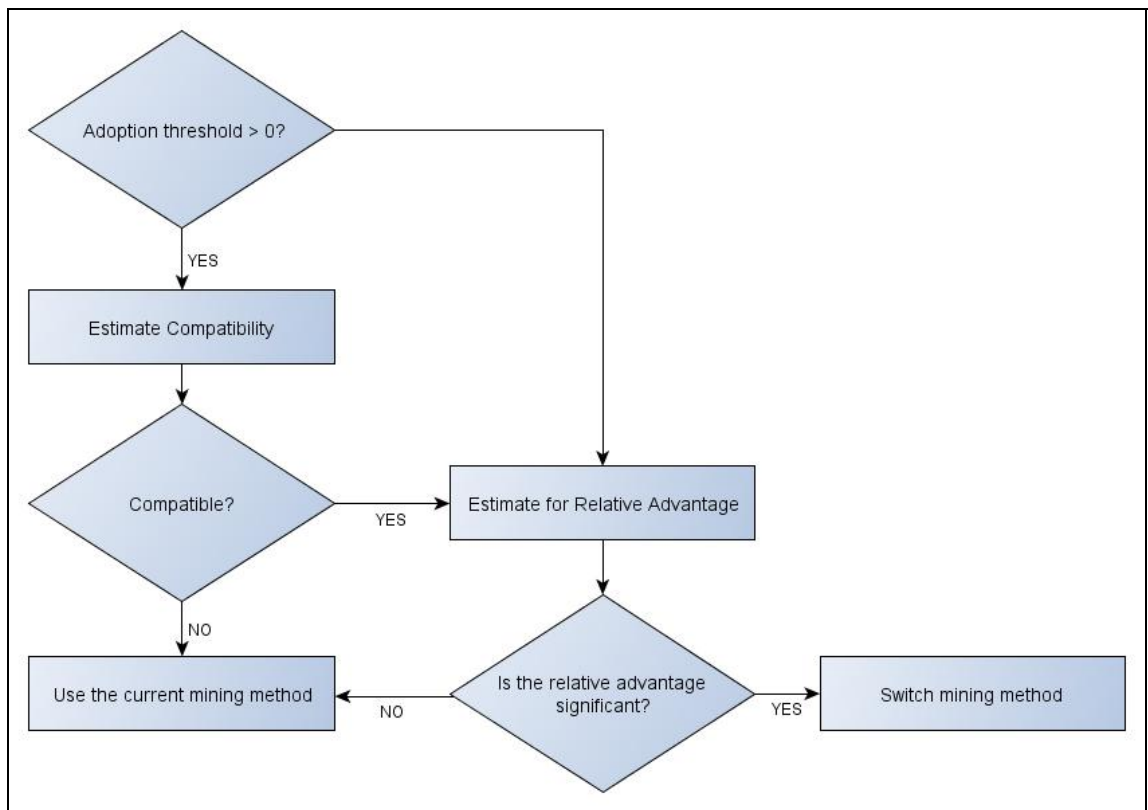 Adoption threshold > 0?
YES
Estimate Compatibility
Compatible?
YES
Estimate for Relative Advantage
NO
Use the current mining method
NO
Is the relative advantage
significant?
YES
Switch mining method